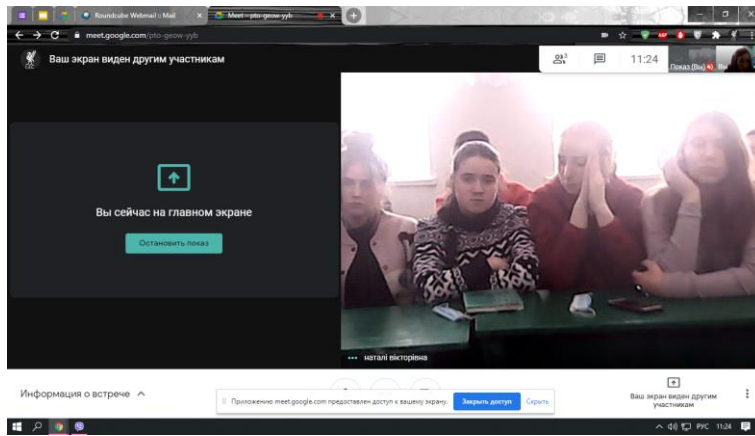 Roundcube Webmail :: Mail
Meet – pto-geow-yyb
meet.google.com/pto-geow-yyb
Ваш экран виден другим участникам
3
11:24
Показ (Вы)
Вы сейчас на главном экране
Остановить показ
наталі вікторівна
Информация о встрече
Приложению meet.google.com предоставлен доступ к вашему экрану.
Закрыть доступ
Скрыть
Ваш экран виден другим
участникам
РУС
11:24